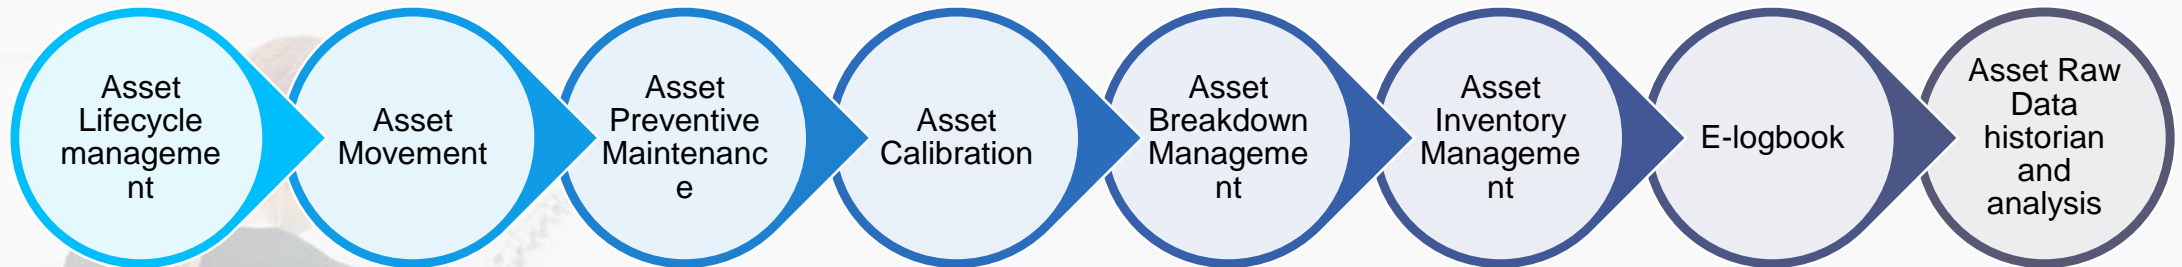 Asset
Lifecycle
manageme
nt
Asset
Movement
Asset
Preventive
Maintenanc
e
Asset
Calibration
Asset
Breakdown
Manageme
nt
Asset
Inventory
Manageme
nt
E-logbook
Asset Raw
Data
historian
and
analysis